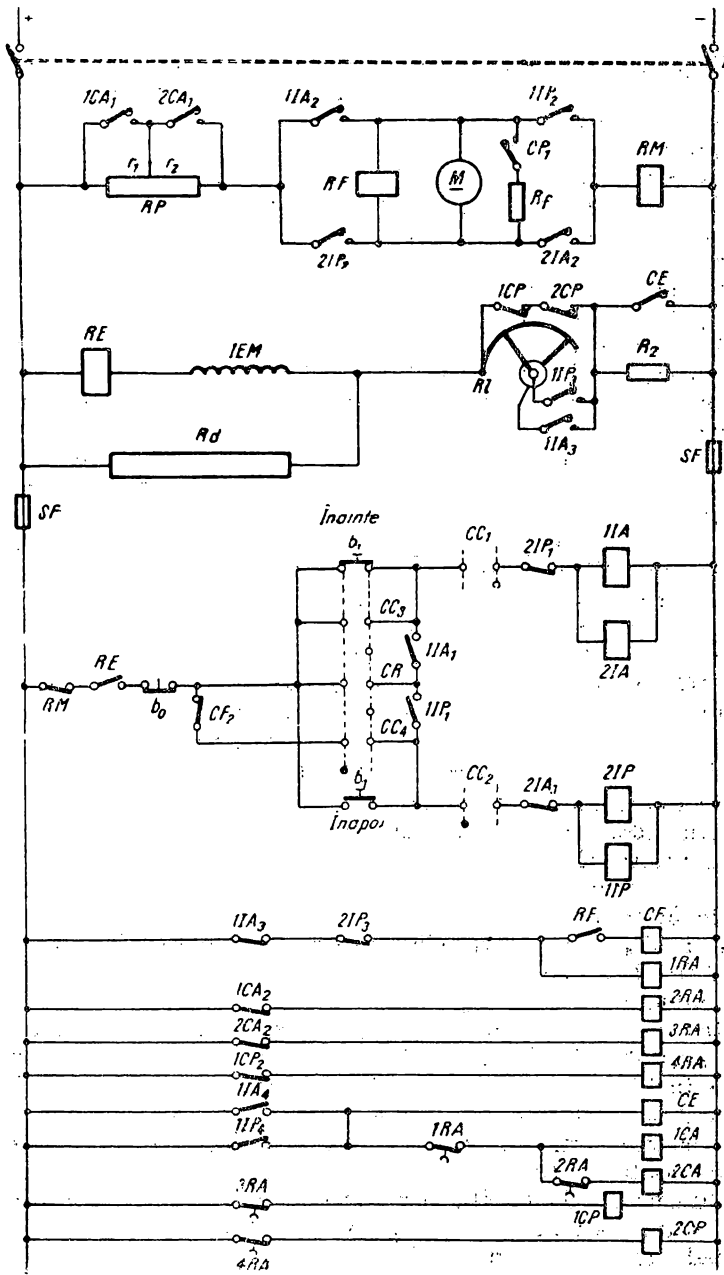 + −
1CA₁ 2CA₁ 1IA₂ 1IP₂
CP₁ RM
r₁ r₂ RF M
RP Rf
2IP₂ 2IA₂
1CP 2CP CE
RE IEM R2
Rl 1IP₃
1IA₃
Rd
SF SF
Înainte
b₁ CC₁ 2IP₁ 1IA
CC₃
1IA₁ 2IA
RE CR
RM b₀ CF₂ 1IP₁
CC₄
b₁ CC₂ 2IA₁ 2IP
Înapoi
1IP
1IA₃ 2IP₃ RF CF
1RA
1CA₂ 2RA
2CA₂ 3RA
1CP₂ 4RA
1IA₄ CE
1IP₄ 1RA 1CA
2RA 2CA
3RA 1CP
2CP
4RA